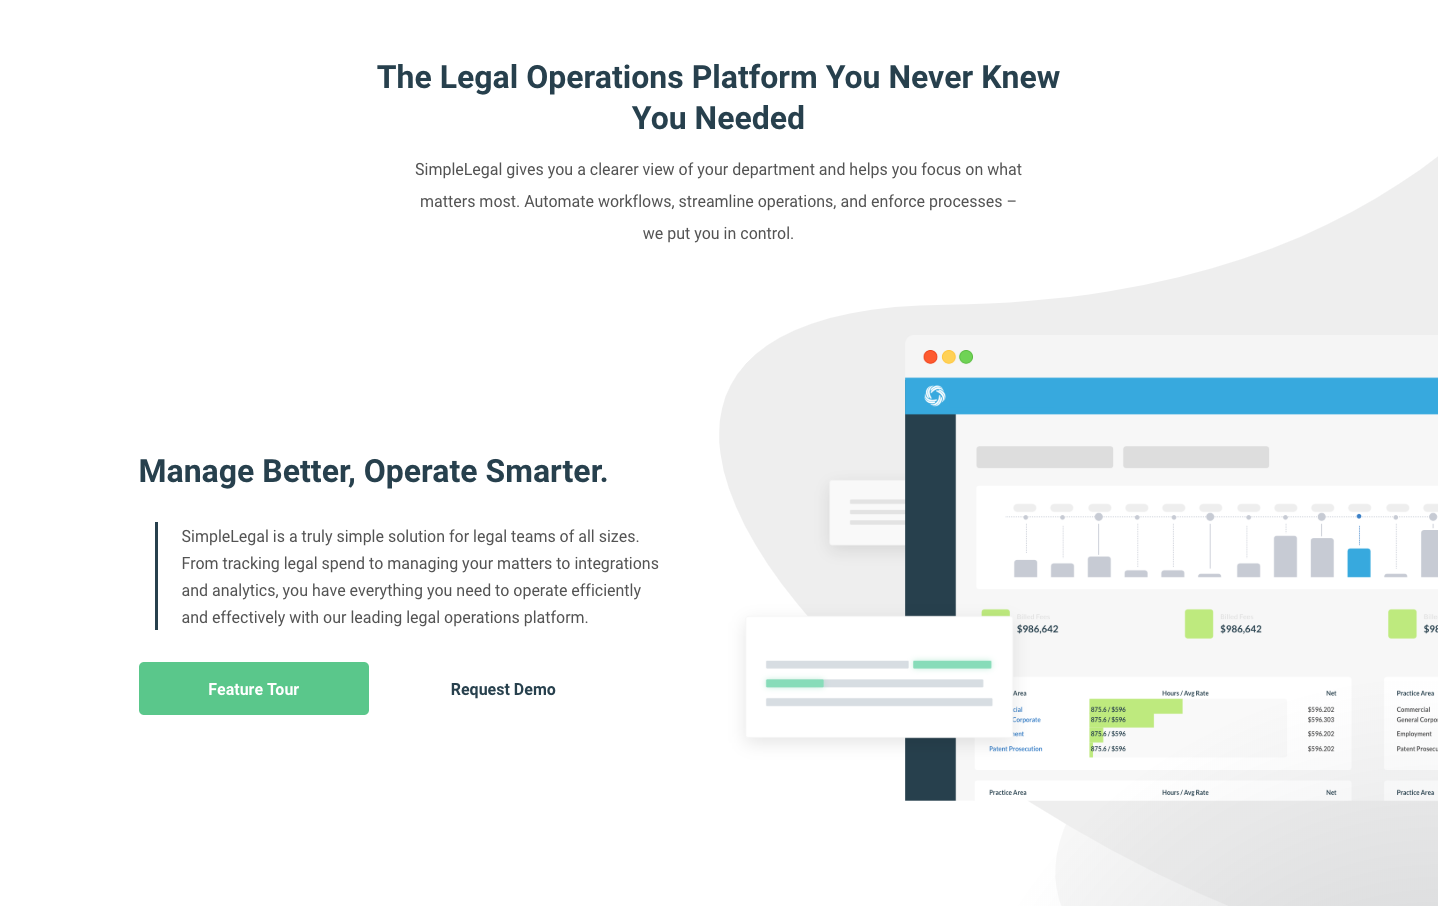 The Legal Operations Platform You Never Knew
You Needed
SimpleLegal gives you a clearer view of your department and helps you focus on what
matters most. Automate workflows, streamline operations, and enforce processes –
we put you in control.
Manage Better, Operate Smarter.
SimpleLegal is a truly simple solution for legal teams of all sizes.
From tracking legal spend to managing your matters to integrations
and analytics, you have everything you need to operate efficiently
and effectively with our leading legal operations platform.
Feature Tour
Request Demo
$986,642
$986,642
Area Hours / Avg Rate Net
875.6 / $596 $596.202
Corporate 875.6 / $596 $596.303
875.6 / $596 $596.202
Patent Prosecution 875.6 / $596 $596.202
Practice Area
Commercial
General
Employment
Patent
Practice Area Hours / Avg Rate Net
Practice Area